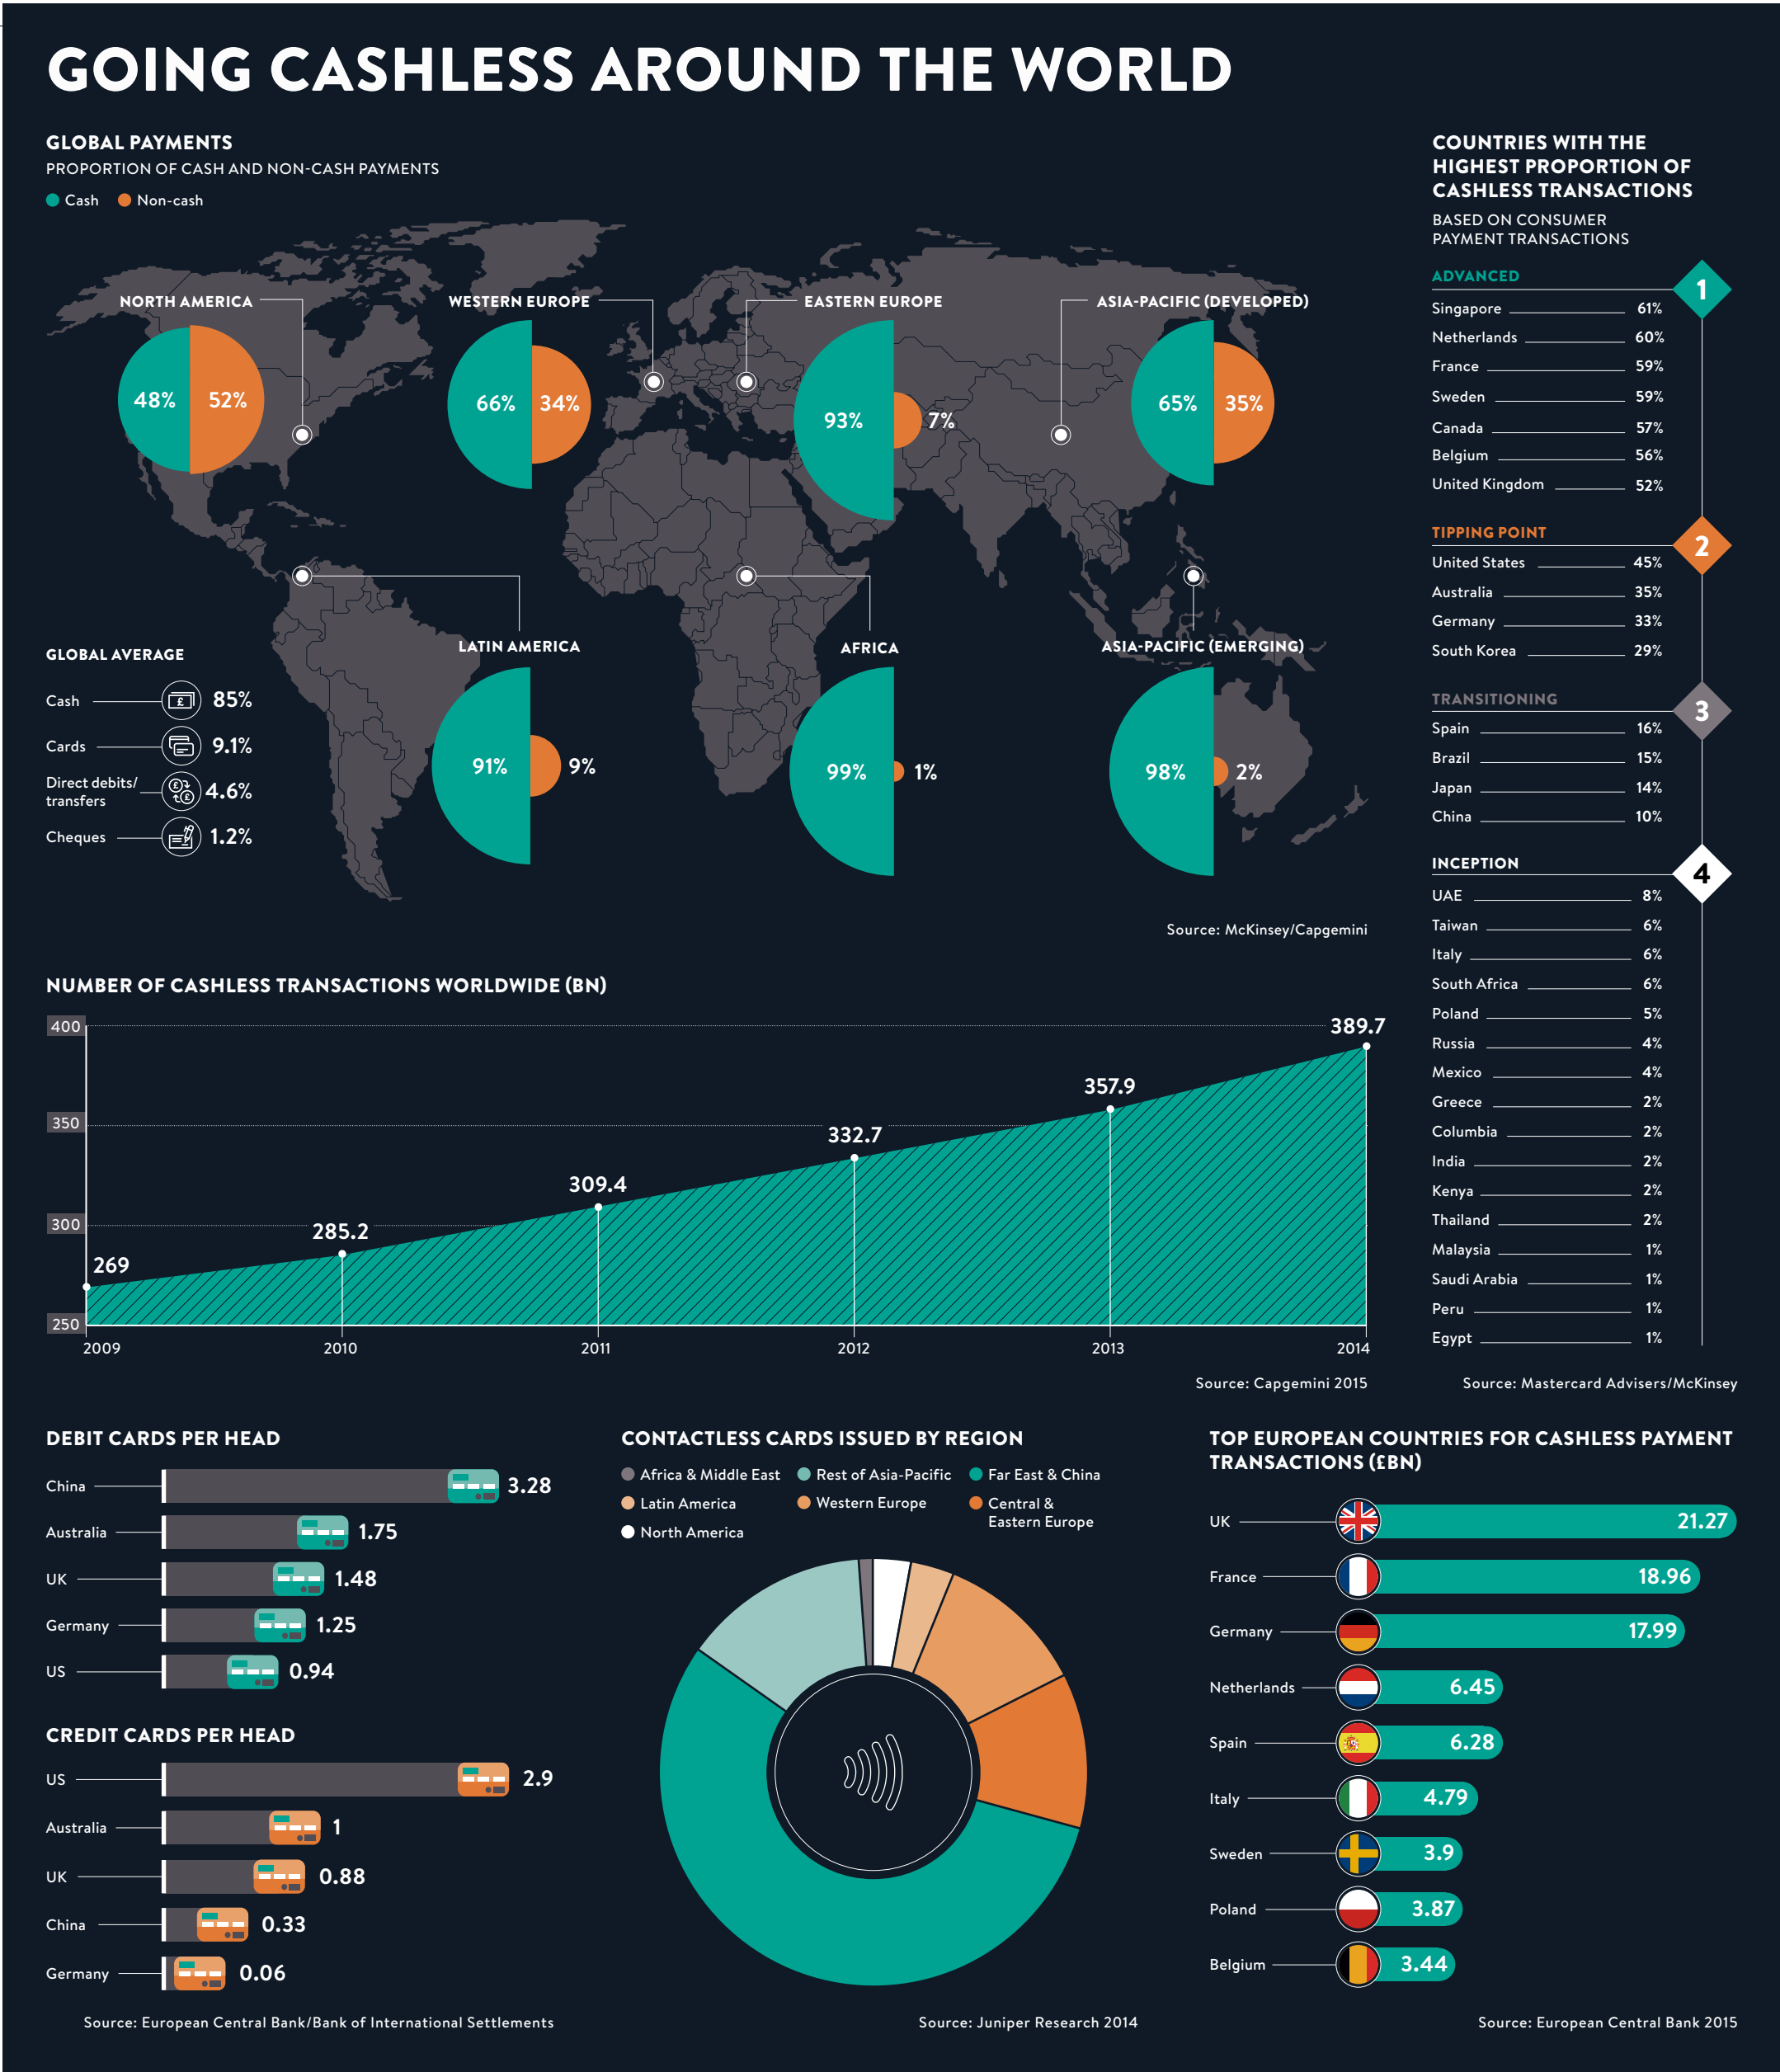 GOING CASHLESS AROUND THE WORLD
GLOBAL PAYMENTS
PROPORTION OF CASH AND NON-CASH PAYMENTS
Cash Non-cash
NORTH AMERICA
48% 52%
WESTERN EUROPE
66% 34%
EASTERN EUROPE
93% 7%
ASIA-PACIFIC (DEVELOPED)
65% 35%
LATIN AMERICA
91% 9%
AFRICA
99% 1%
ASIA-PACIFIC (EMERGING)
98% 2%
GLOBAL AVERAGE
Cash £ 85%
Cards 9.1%
Direct debits/
transfers £ £ 4.6%
Cheques 1.2%
Source: McKinsey/Capgemini
COUNTRIES WITH THE
HIGHEST PROPORTION OF
CASHLESS TRANSACTIONS
BASED ON CONSUMER
PAYMENT TRANSACTIONS
ADVANCED 1
Singapore 61%
Netherlands 60%
France 59%
Sweden 59%
Canada 57%
Belgium 56%
United Kingdom 52%
TIPPING POINT 2
United States 45%
Australia 35%
Germany 33%
South Korea 29%
TRANSITIONING 3
Spain 16%
Brazil 15%
Japan 14%
China 10%
INCEPTION 4
UAE 8%
Taiwan 6%
Italy 6%
South Africa 6%
Poland 5%
Russia 4%
Mexico 4%
Greece 2%
Columbia 2%
India 2%
Kenya 2%
Thailand 2%
Malaysia 1%
Saudi Arabia 1%
Peru 1%
Egypt 1%
Source: Mastercard Advisers/McKinsey
NUMBER OF CASHLESS TRANSACTIONS WORLDWIDE (BN)
400
350
300
250
269
285.2
309.4
332.7
357.9
389.7
2009 2010 2011 2012 2013 2014
Source: Capgemini 2015
DEBIT CARDS PER HEAD
China 3.28
Australia 1.75
UK 1.48
Germany 1.25
US 0.94
CREDIT CARDS PER HEAD
US 2.9
Australia 1
UK 0.88
China 0.33
Germany 0.06
Source: European Central Bank/Bank of International Settlements
CONTACTLESS CARDS ISSUED BY REGION
Africa & Middle East Rest of Asia-Pacific Far East & China
Latin America Western Europe Central &
Eastern Europe
North America
Source: Juniper Research 2014
TOP EUROPEAN COUNTRIES FOR CASHLESS PAYMENT
TRANSACTIONS (£BN)
UK 21.27
France 18.96
Germany 17.99
Netherlands 6.45
Spain 6.28
Italy 4.79
Sweden 3.9
Poland 3.87
Belgium 3.44
Source: European Central Bank 2015